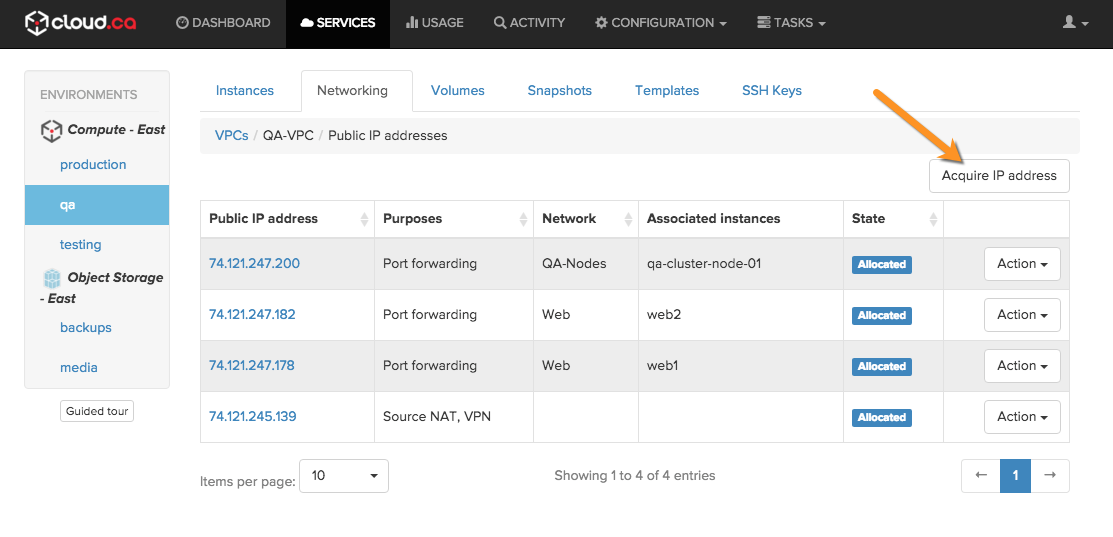 cloud.ca DASHBOARD SERVICES USAGE ACTIVITY CONFIGURATION TASKS
ENVIRONMENTS
Compute - East
production
qa
testing
Object Storage
- East
backups
media
Guided tour
Instances Networking Volumes Snapshots Templates SSH Keys
VPCs / QA-VPC / Public IP addresses
Acquire IP address
Public IP address Purposes Network Associated instances State
74.121.247.200 Port forwarding QA-Nodes qa-cluster-node-01 Allocated Action
74.121.247.182 Port forwarding Web web2 Allocated Action
74.121.247.178 Port forwarding Web web1 Allocated Action
74.121.245.139 Source NAT, VPN Allocated Action
Items per page: 10 Showing 1 to 4 of 4 entries ← 1 →